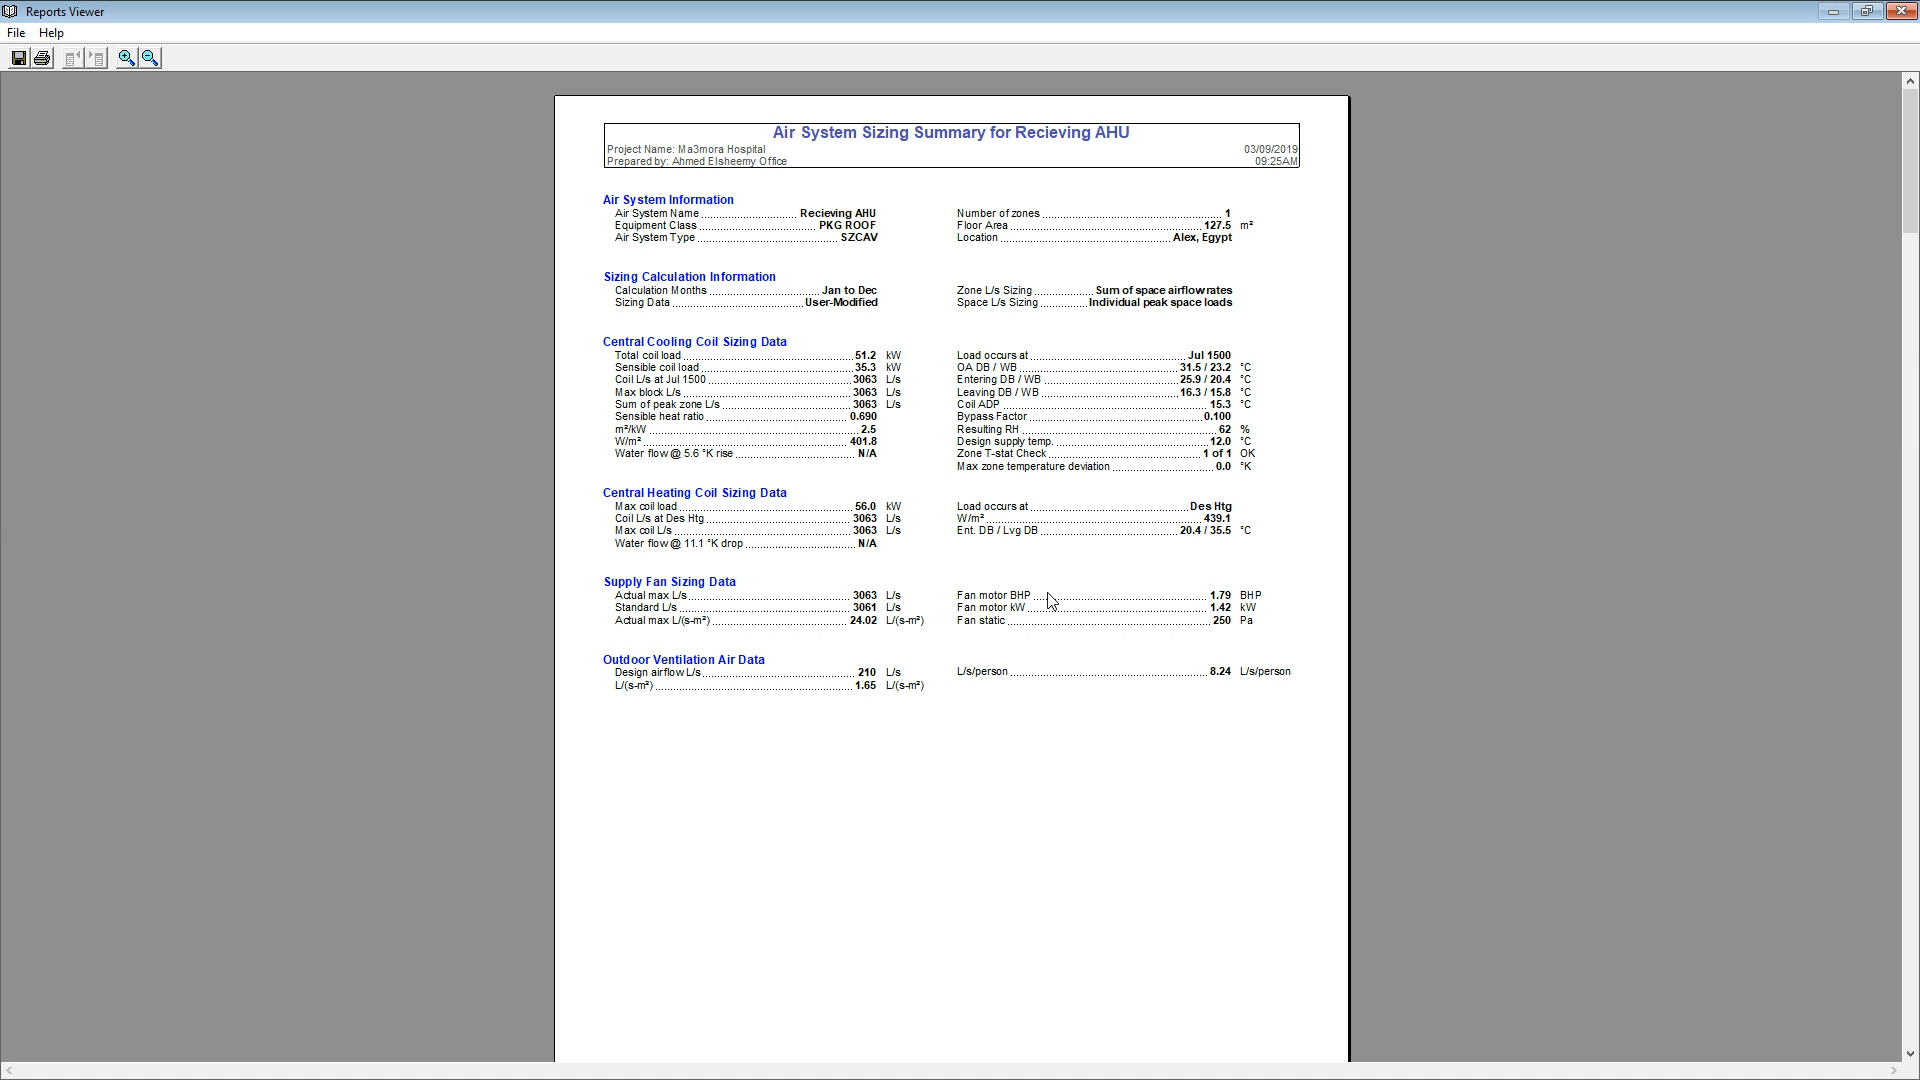 Reports Viewer
File Help
Air System Sizing Summary for Recieving AHU
Project Name: Ma3mora Hospital 03/09/2019
Prepared by: Ahmed Elsheemy Office 09:25AM
Air System Information
Air System Name Recieving AHU Number of zones 1
Equipment Class PKG ROOF Floor Area 127.5 m²
Air System Type SZCAV Location Alex, Egypt
Sizing Calculation Information
Calculation Months Jan to Dec Zone L/s Sizing Sum of space airflow rates
Sizing Data User-Modified Space L/s Sizing Individual peak space loads
Central Cooling Coil Sizing Data
Total coil load 51.2 kW Load occurs at Jul 1500
Sensible coil load 35.3 kW OA DB / WB 31.5 / 23.2 °C
Coil L/s at Jul 1500 3063 L/s Entering DB / WB 25.9 / 20.4 °C
Max block L/s 3063 L/s Leaving DB / WB 16.3 / 15.8 °C
Sum of peak zone L/s 3063 L/s Coil ADP 15.3 °C
Sensible heat ratio 0.690 Bypass Factor 0.100
m²/kW 2.5 Resulting RH 62 %
W/m² 401.8 Design supply temp. 12.0 °C
Water flow @ 5.6 °K rise N/A Zone T-stat Check 1 of 1 OK
Max zone temperature deviation 0.0 °K
Central Heating Coil Sizing Data
Max coil load 56.0 kW Load occurs at Des Htg
Coil L/s at Des Htg 3063 L/s W/m² 439.1
Max coil L/s 3063 L/s Ent. DB / Lvg DB 20.4 / 35.5 °C
Water flow @ 11.1 °K drop N/A
Supply Fan Sizing Data
Actual max L/s 3063 L/s Fan motor BHP 1.79 BHP
Standard L/s 3061 L/s Fan motor kW 1.42 kW
Actual max L/(s-m²) 24.02 L/(s-m²) Fan static 250 Pa
Outdoor Ventilation Air Data
Design airflow L/s 210 L/s L/s/person 8.24 L/s/person
L/(s-m²) 1.65 L/(s-m²)